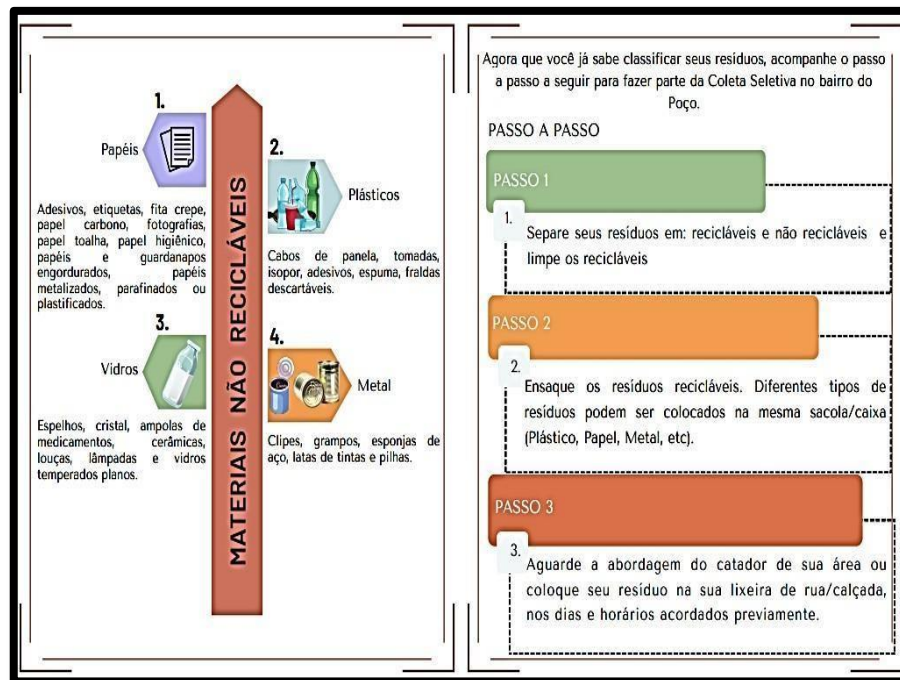 1.
Papéis
Adesivos, etiquetas, fita crepe,
papel carbono, fotografias,
papel toalha, papel higiênico,
papéis e guardanapos
engordurados, papéis
metalizados, parafinados ou
plastificados.
2.
Plásticos
Cabos de panela, tomadas,
isopor, adesivos, espuma, fraldas
descartáveis.
3.
Vidros
Espelhos, cristal, ampolas de
medicamentos, cerâmicas,
louças, lâmpadas e vidros
temperados planos.
4.
Metal
Clipes, grampos, esponjas de
aço, latas de tintas e pilhas.
MATERIAIS NÃO RECICLÁVEIS
Agora que você já sabe classificar seus resíduos, acompanhe o passo
a passo a seguir para fazer parte da Coleta Seletiva no bairro do
Poço.
PASSO A PASSO
PASSO 1
1.
Separe seus resíduos em: recicláveis e não recicláveis e
limpe os recicláveis
PASSO 2
2.
Ensaque os resíduos recicláveis. Diferentes tipos de
resíduos podem ser colocados na mesma sacola/caixa
(Plástico, Papel, Metal, etc).
PASSO 3
3.
Aguarde a abordagem do catador de sua área ou
coloque seu resíduo na sua lixeira de rua/calçada,
nos dias e horários acordados previamente.